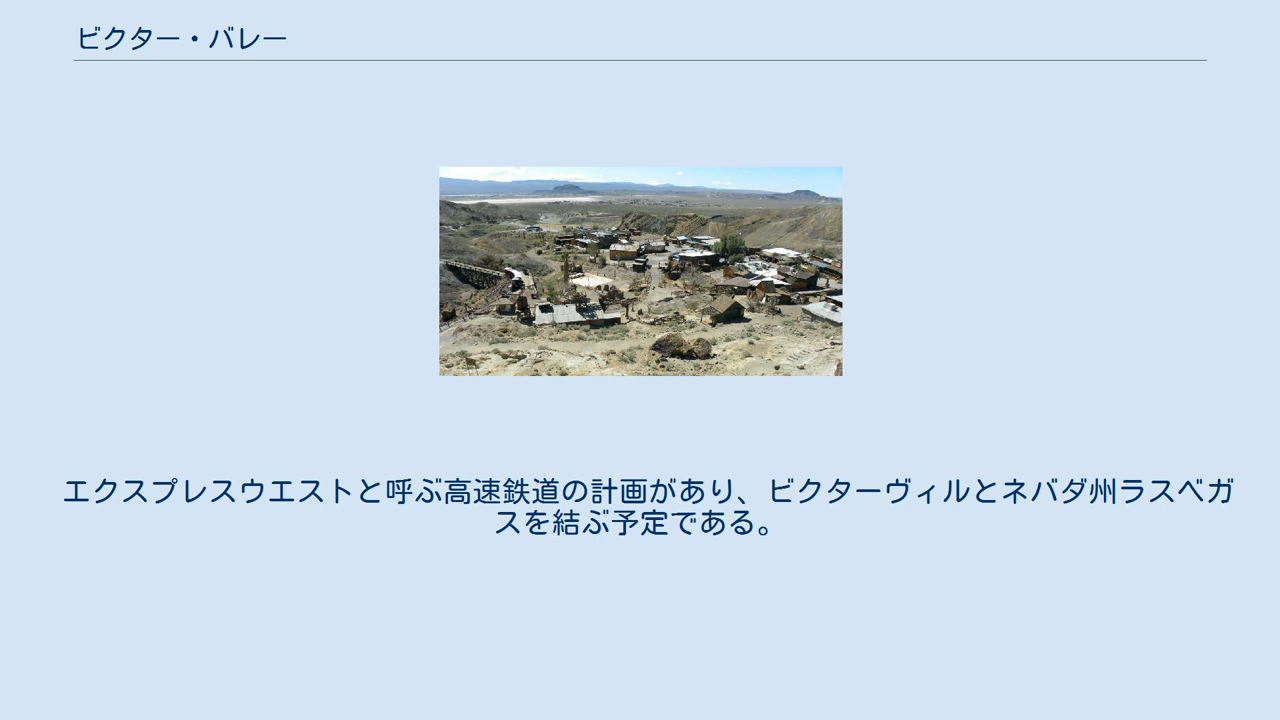 ビクター・バレー
エクスプレスウエストと呼ぶ高速鉄道の計画があり、ビクターヴィルとネバダ州ラスベガ
スを結ぶ予定である。